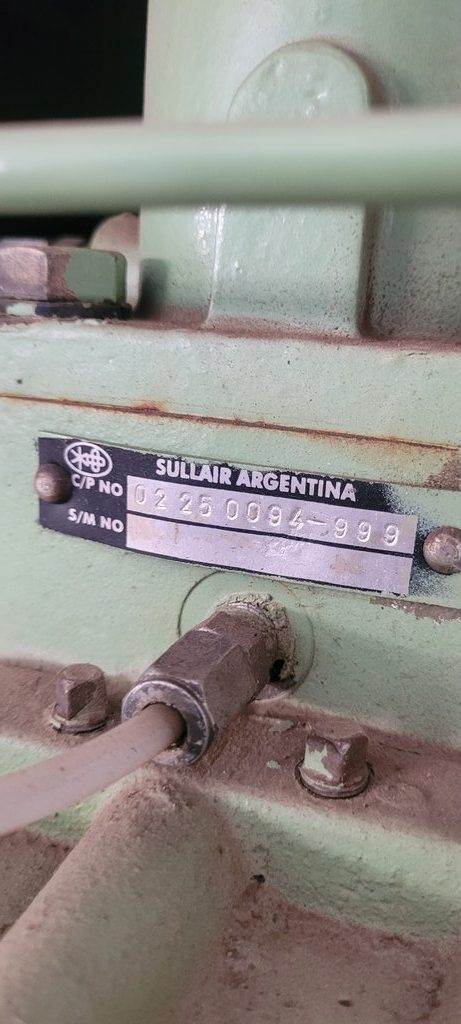 SULLAIR ARGENTINA
C/P NO 02250094-999
S/M NO